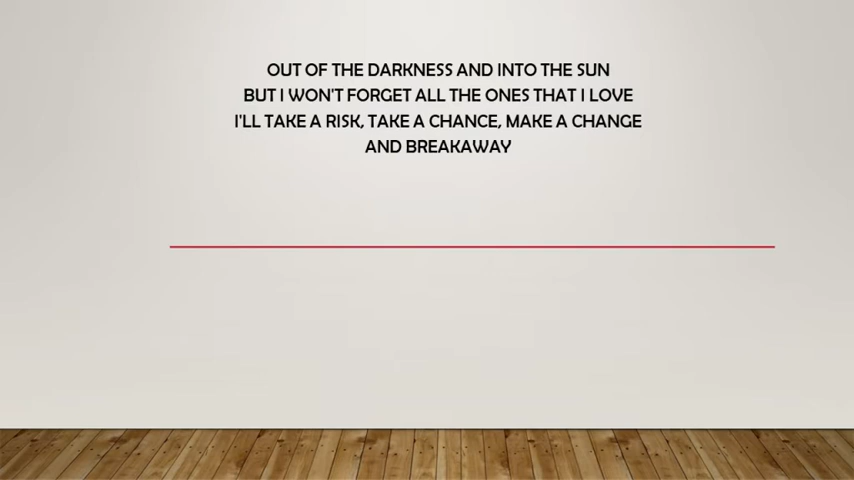 OUT OF THE DARKNESS AND INTO THE SUN
BUT I WON'T FORGET ALL THE ONES THAT I LOVE
I'LL TAKE A RISK, TAKE A CHANCE, MAKE A CHANGE
AND BREAKAWAY